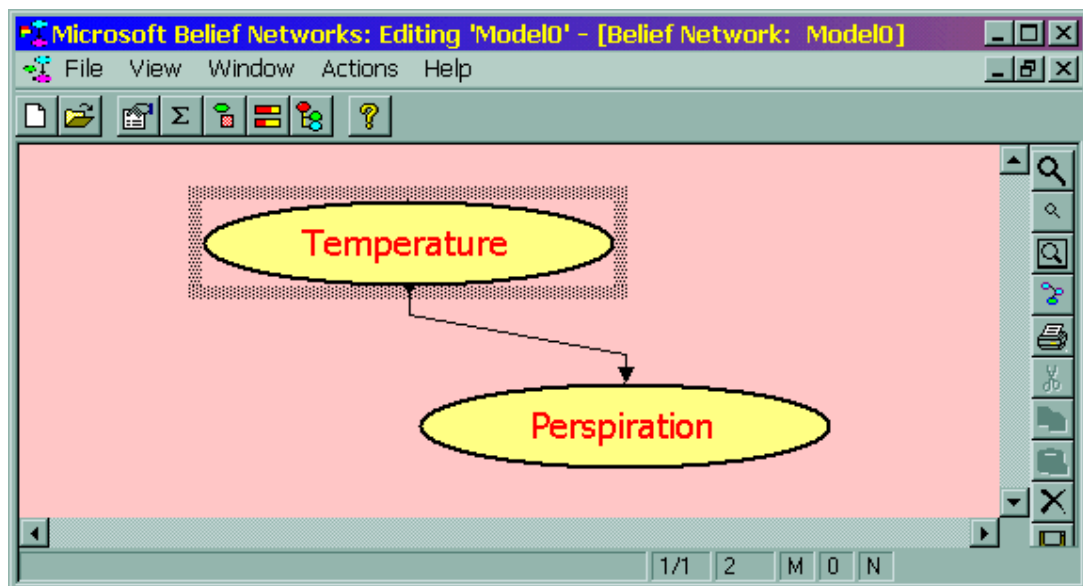 Microsoft Belief Networks: Editing 'Model0' - [Belief Network: Model0]
File View Window Actions Help
Σ ?
Temperature
Perspiration
1/1 2 M 0 N